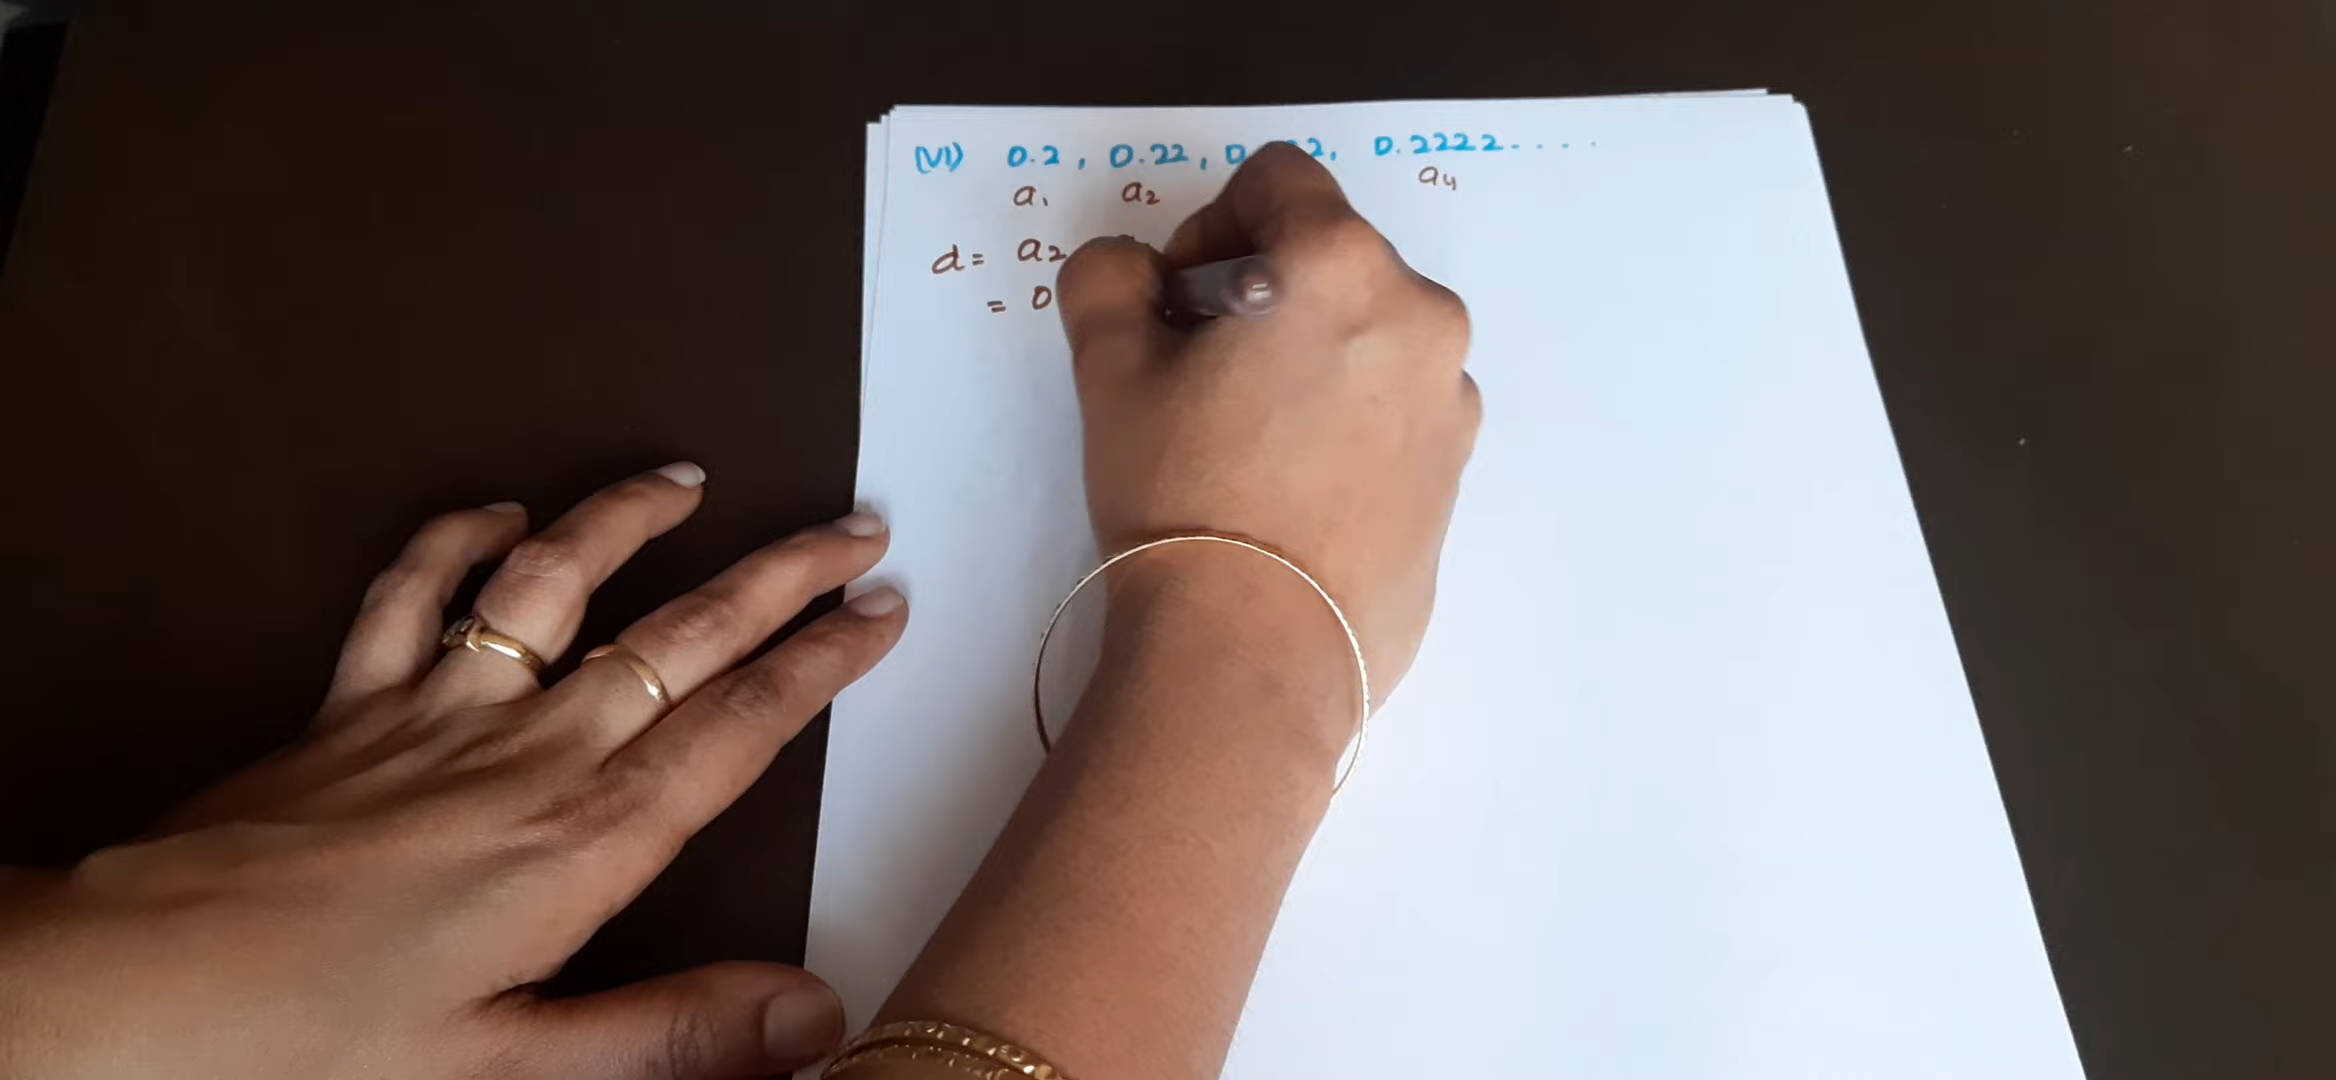 (VI) 0.2, 0.22, 0.2222....
a1 a2 a4
d= a2
= 0